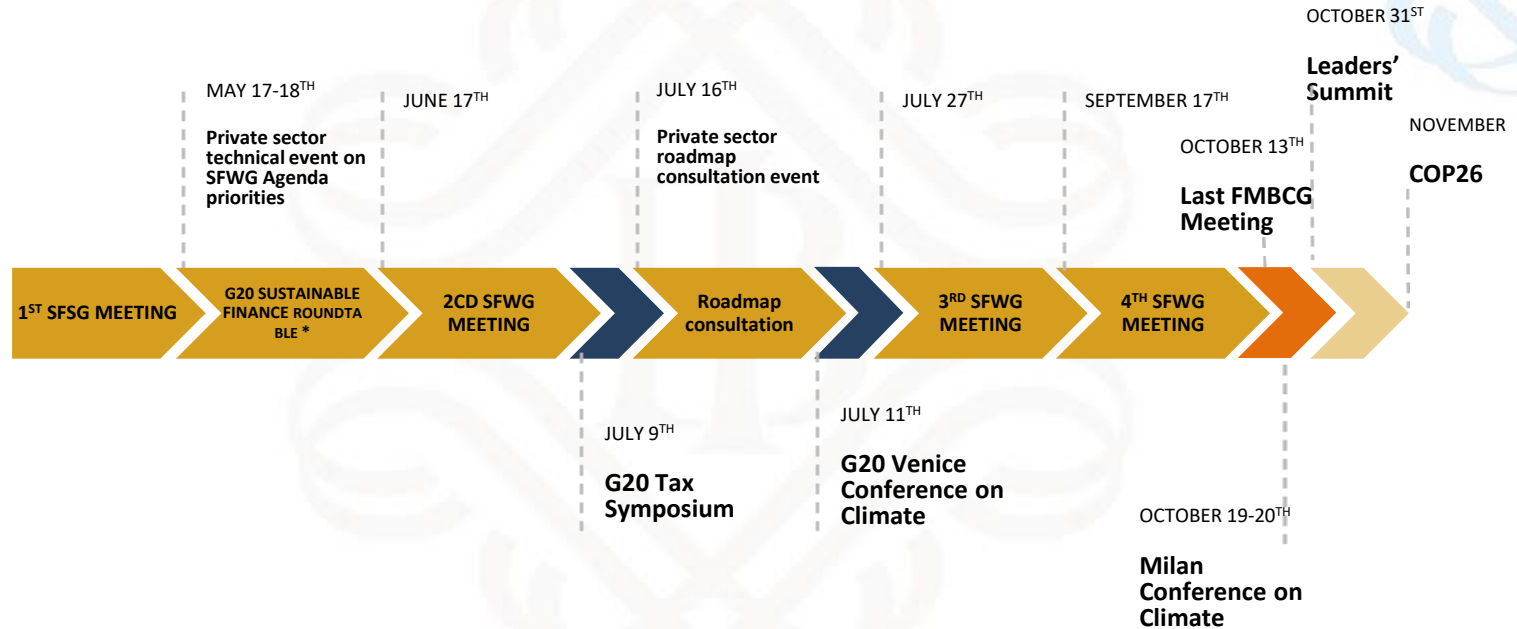 OCTOBER 31ST
Leaders'
Summit
MAY 17-18TH
Private sector
technical event on
SFWG Agenda
priorities
JUNE 17TH
JULY 16TH
Private sector
roadmap
consultation event
JULY 27TH
SEPTEMBER 17TH
OCTOBER 13TH
Last FMBCG
Meeting
NOVEMBER
COP26
1ST SFSG MEETING
G20 SUSTAINABLE
FINANCE ROUNDTA
BLE *
2CD SFWG
MEETING
Roadmap
consultation
3RD SFWG
MEETING
4TH SFWG
MEETING
JULY 9TH
G20 Tax
Symposium
JULY 11TH
G20 Venice
Conference on
Climate
OCTOBER 19-20TH
Milan
Conference on
Climate